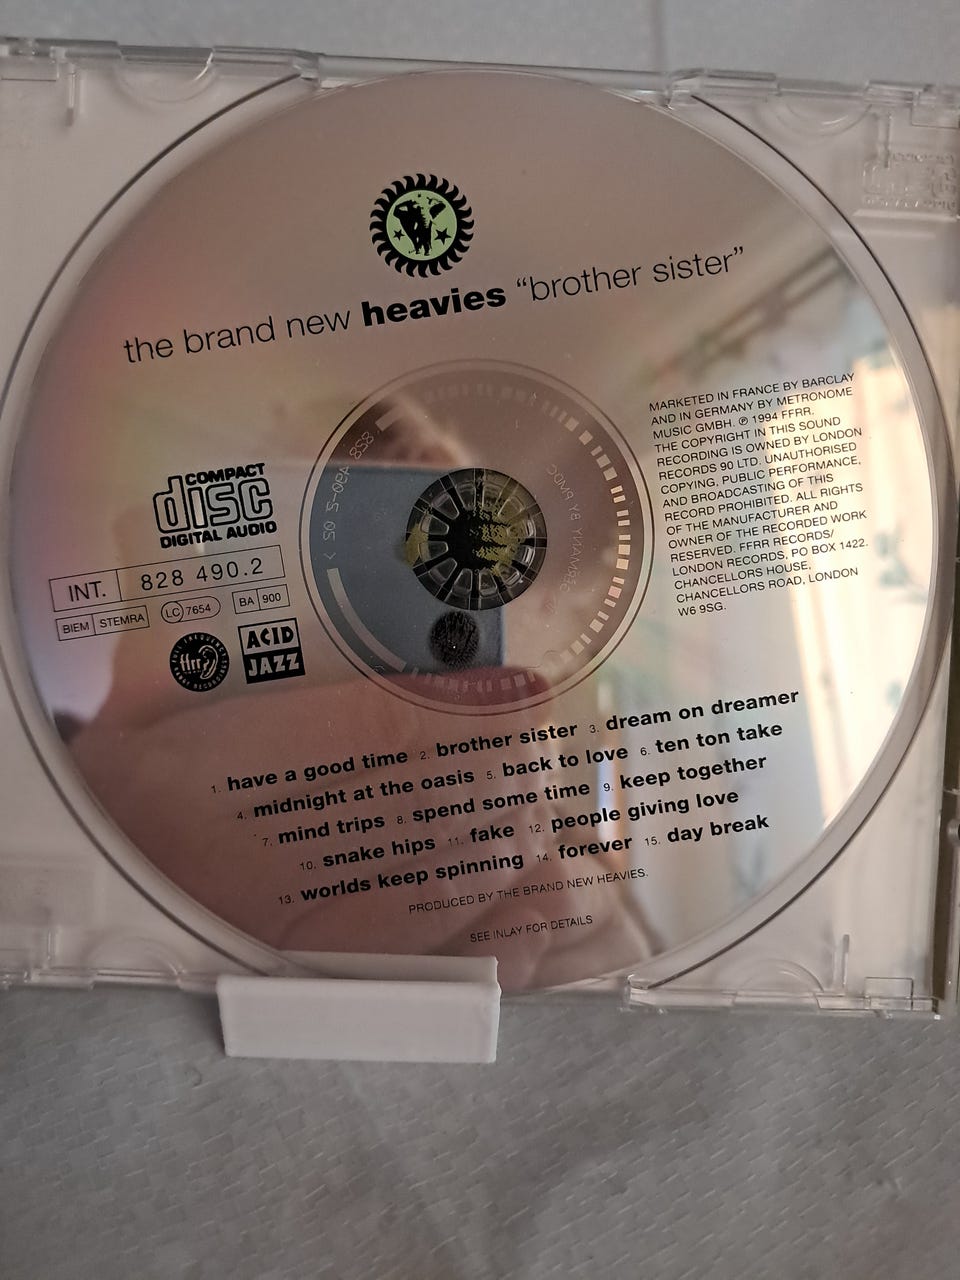 the brand new heavies “brother sister”
MARKETED IN FRANCE BY BARCLAY
AND IN GERMANY BY METRONOME
MUSIC GMBH. ℗ 1994 FFRR.
THE COPYRIGHT IN THIS SOUND
RECORDING IS OWNED BY LONDON
RECORDS 90 LTD. UNAUTHORISED
COPYING, PUBLIC PERFORMANCE,
AND BROADCASTING OF THIS
RECORD PROHIBITED. ALL RIGHTS
OF THE MANUFACTURER AND
OWNER OF THE RECORDED WORK
RESERVED. FFRR RECORDS/
LONDON RECORDS, PO BOX 1422.
CHANCELLORS HOUSE,
CHANCELLORS ROAD, LONDON
W6 9SG.
COMPACT
disc
DIGITAL AUDIO
INT. 828 490.2
BIEM STEMRA LC 7654 BA 900
ffrr
ACID
JAZZ
828 490-2 05
1. have a good time 2. brother sister 3. dream on dreamer
4. midnight at the oasis 5. back to love 6. ten ton take
7. mind trips 8. spend some time 9. keep together
10. snake hips 11. fake 12. people giving love
13. worlds keep spinning 14. forever 15. day break
PRODUCED BY THE BRAND NEW HEAVIES.
SEE INLAY FOR DETAILS